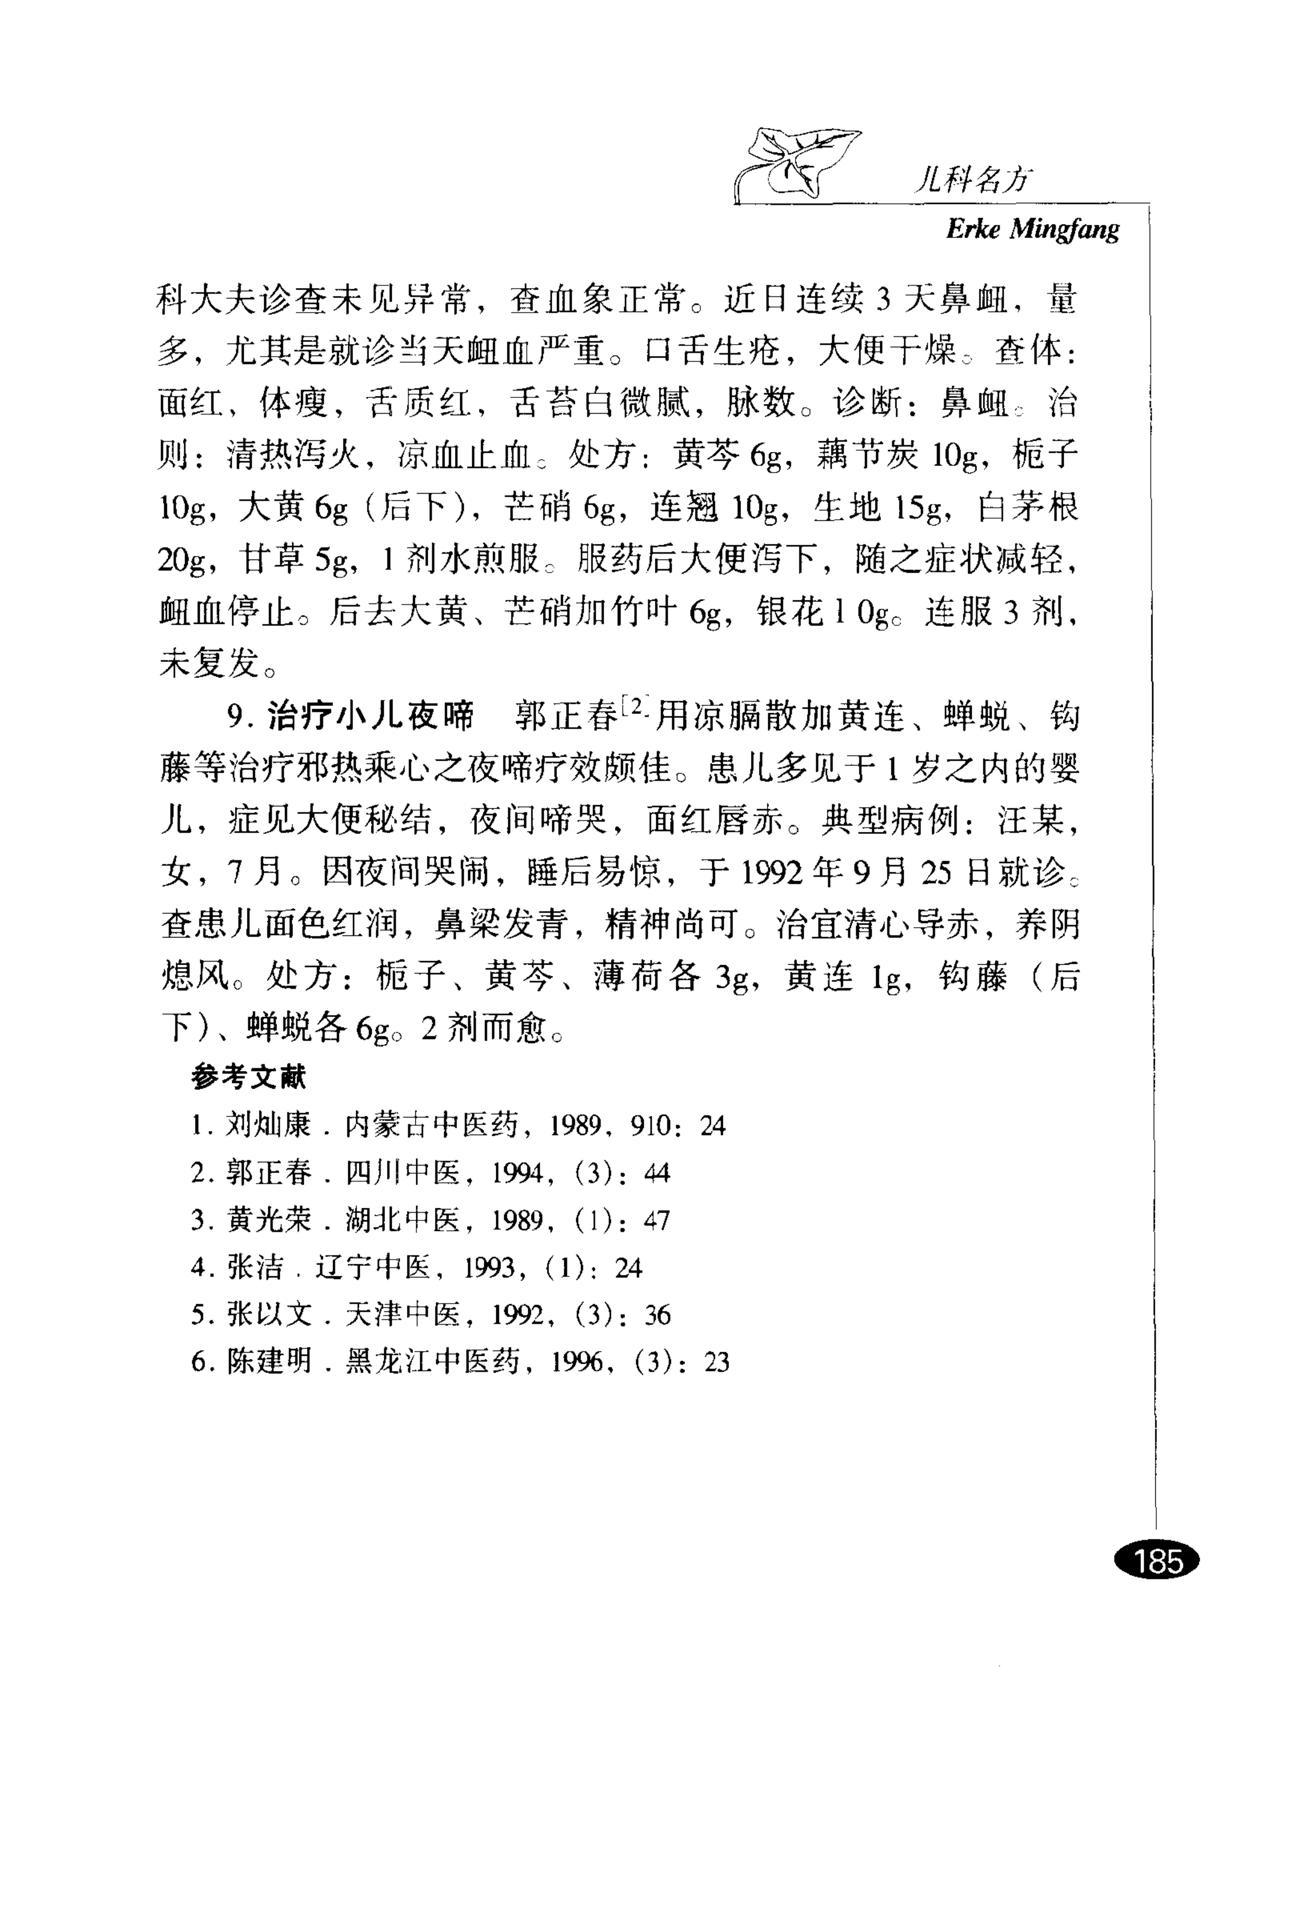 儿科名方
Erke Mingfang
科大夫诊查未见异常，查血象正常。近日连续 3 天鼻衄，量
多，尤其是就诊当天衄血严重。口舌生疮，大便干燥。查体：
面红，体瘦，舌质红，舌苔白微腻，脉数。诊断：鼻衄。治
则：清热泻火，凉血止血。处方：黄芩 6g，藕节炭 10g，栀子
10g，大黄 6g（后下），芒硝 6g，连翘 10g，生地 15g，白茅根
20g，甘草 5g，1 剂水煎服。服药后大便泻下，随之症状减轻，
衄血停止。后去大黄、芒硝加竹叶 6g，银花 1 0g。连服 3 剂，
未复发。
9. 治疗小儿夜啼 郭正春[2]用凉膈散加黄连、蝉蜕、钩
藤等治疗邪热乘心之夜啼疗效颇佳。患儿多见于 1 岁之内的婴
儿，症见大便秘结，夜间啼哭，面红唇赤。典型病例：汪某，
女，7 月。因夜间哭闹，睡后易惊，于 1992 年 9 月 25 日就诊。
查患儿面色红润，鼻梁发青，精神尚可。治宜清心导赤，养阴
熄风。处方：栀子、黄芩、薄荷各 3g，黄连 1g，钩藤（后
下）、蝉蜕各 6g。2 剂而愈。
参考文献
1. 刘灿康．内蒙古中医药，1989，910：24
2. 郭正春．四川中医，1994，（3）：44
3. 黄光荣．湖北中医，1989，（1）：47
4. 张洁．辽宁中医，1993，（1）：24
5. 张以文．天津中医，1992，（3）：36
6. 陈建明．黑龙江中医药，1996，（3）：23
185